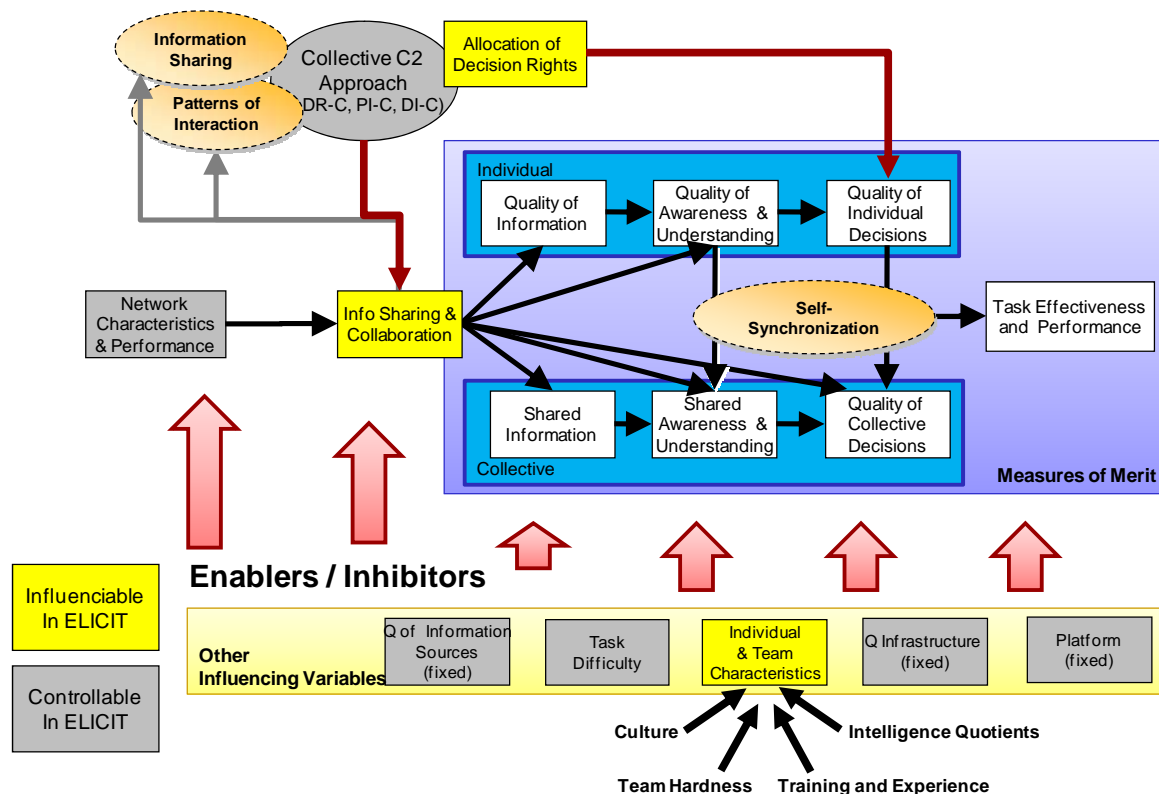 Information
Sharing
Patterns of
Interaction
Collective C2
Approach
DR-C, PI-C, DI-C)
Allocation of
Decision Rights
Individual
Quality of
Information
Quality of
Awareness &
Understanding
Quality of
Individual
Decisions
Network
Characteristics
& Performance
Info Sharing &
Collaboration
Self-
Synchronization
Task Effectiveness
and Performance
Shared
Information
Shared
Awareness &
Understanding
Quality of
Collective
Decisions
Collective
Measures of Merit
Enablers / Inhibitors
Influenciable
In ELICIT
Controllable
In ELICIT
Other
Influencing Variables
Q of Information
Sources
(fixed)
Task
Difficulty
Individual
& Team
Characteristics
Q Infrastructure
(fixed)
Platform
(fixed)
Culture
Intelligence Quotients
Team Hardness
Training and Experience